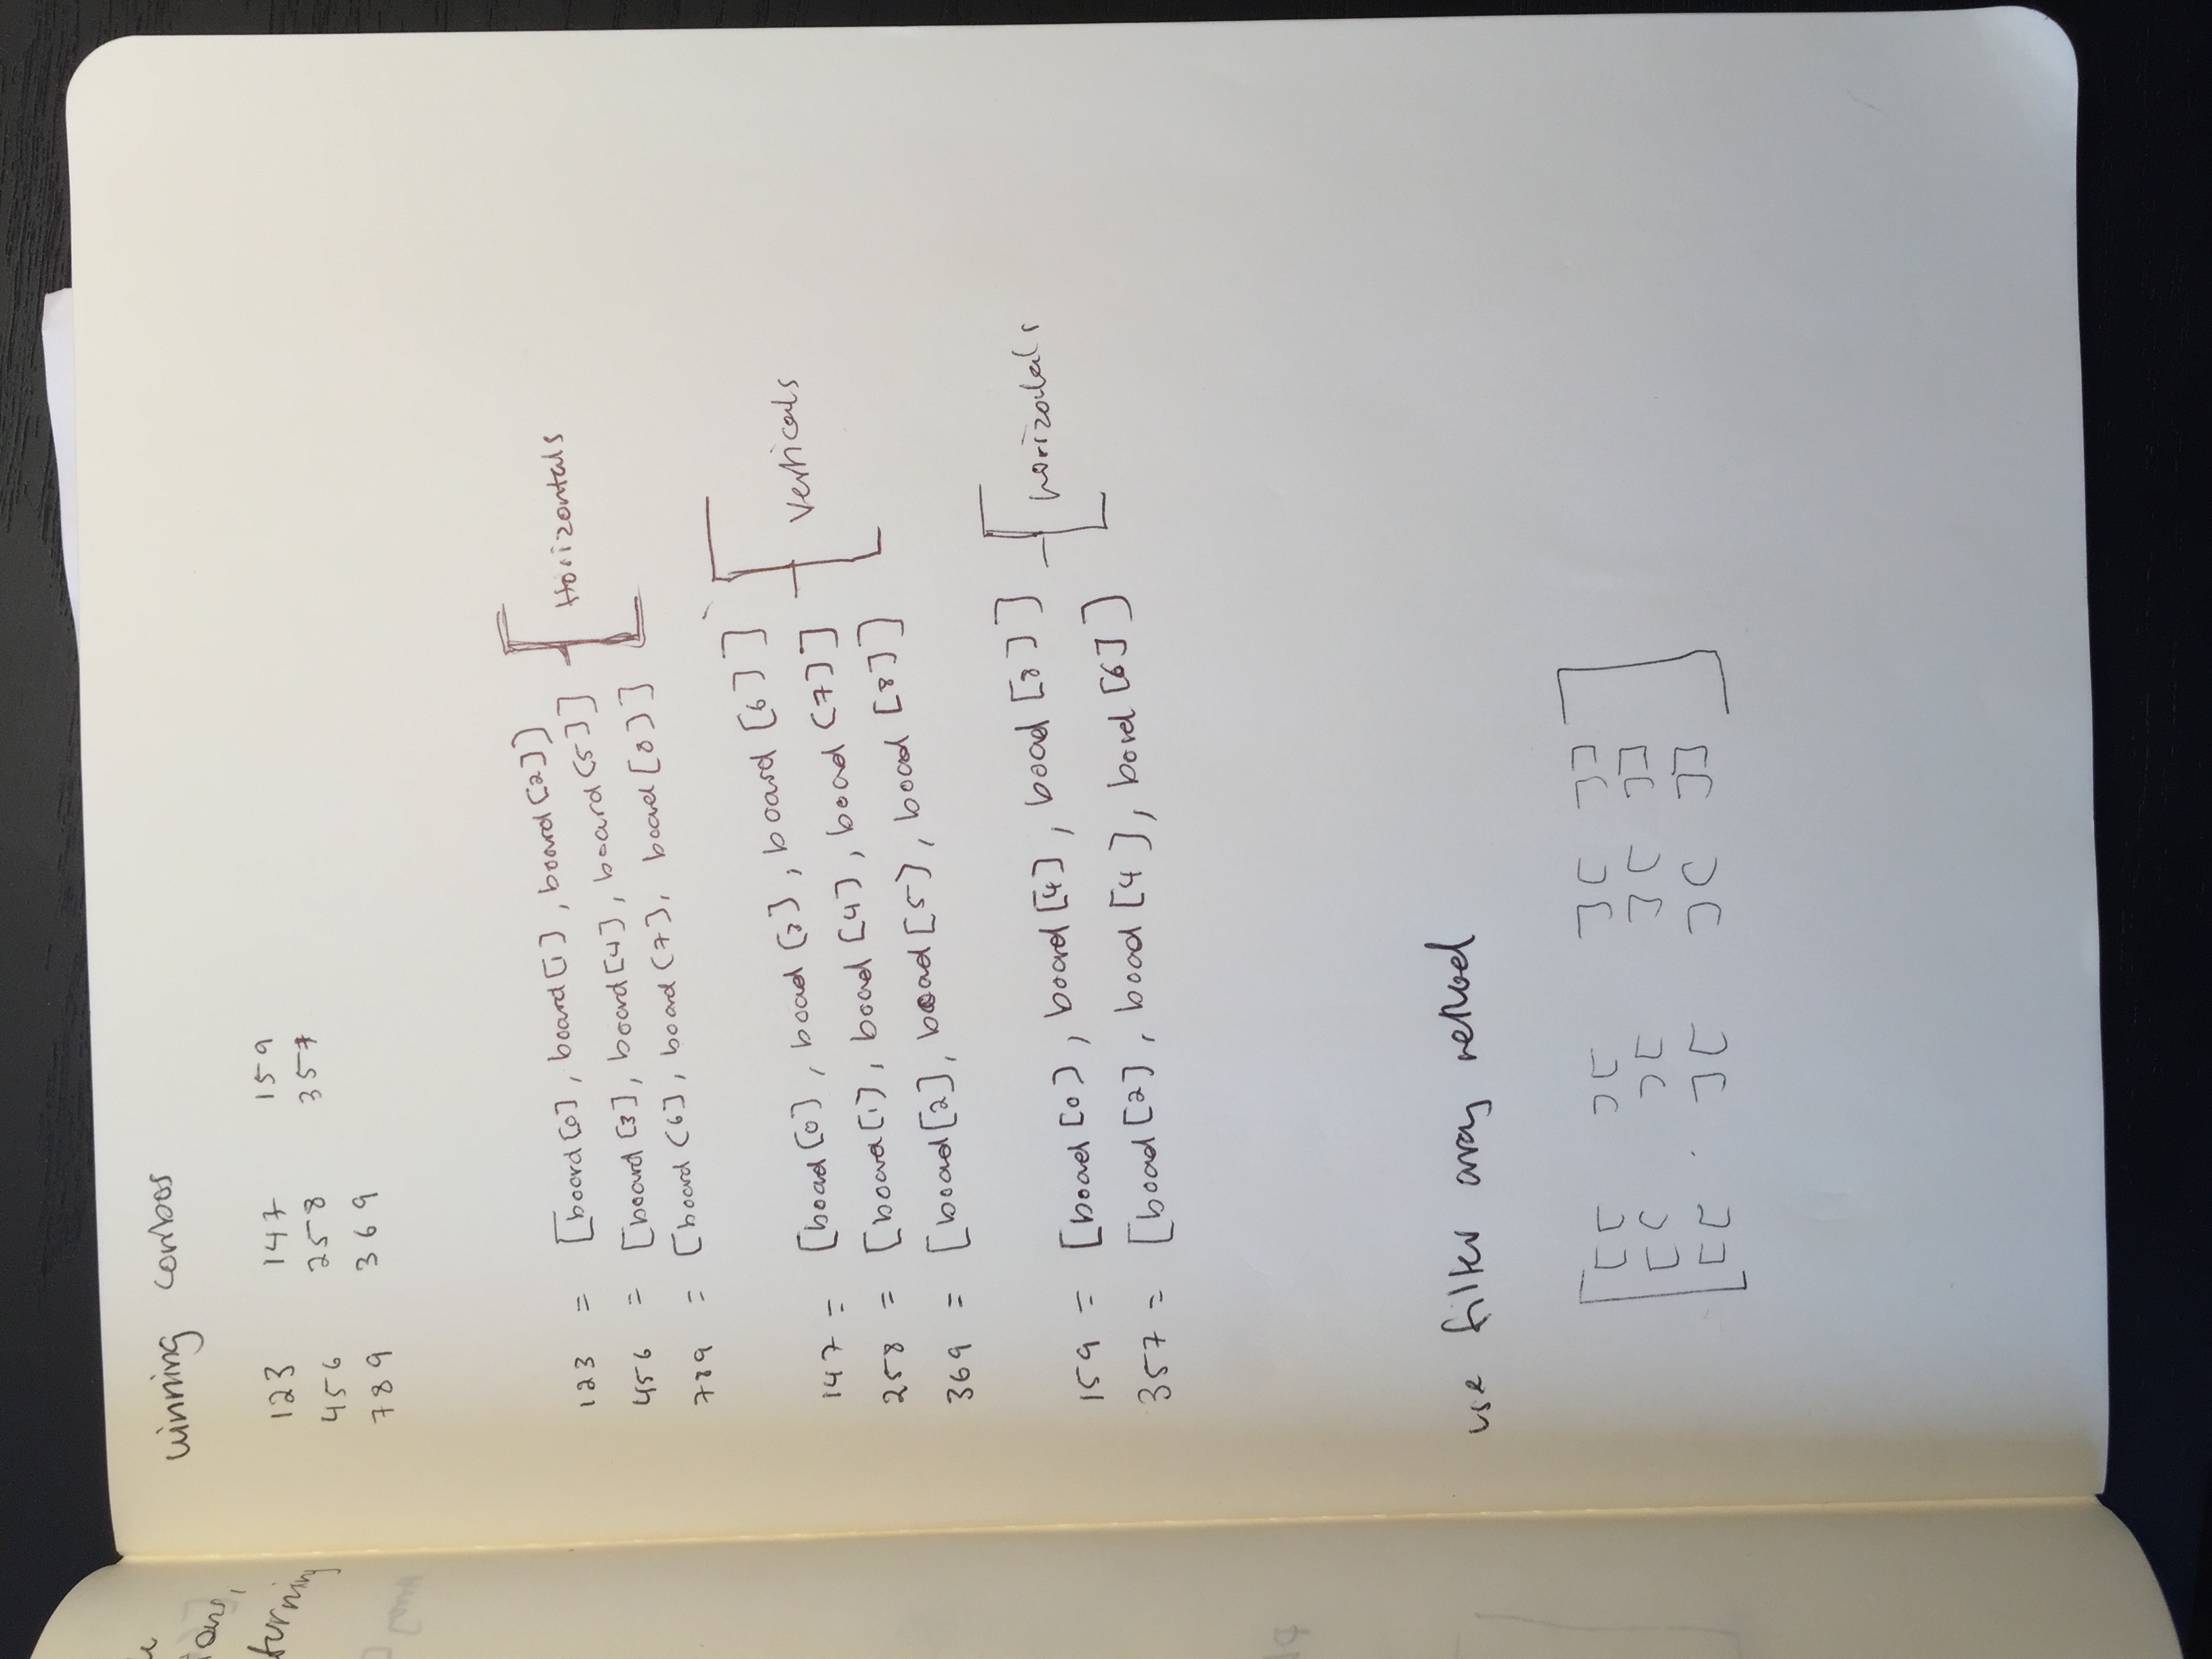 winning combos
123 147 159
456 258 357
789 369
123 = [board[0], board[1], board[2]]
456 = [board[3], board[4], board[5]]
Horizontals
789 = [board[6], board[7], board[8]]
147 = [board[0], board[3], board[6]]
258 = [board[1], board[4], board[7]]
Verticals
369 = [board[2], board[5], board[8]]
159 = [board[0], board[4], board[8]]
horizontals
357 = [board[2], board[4], bord[6]]
use filter array method
[[ ][ ][ ]]
[[ ][ ][ ]]
[[ ][ ][ ]]
turning